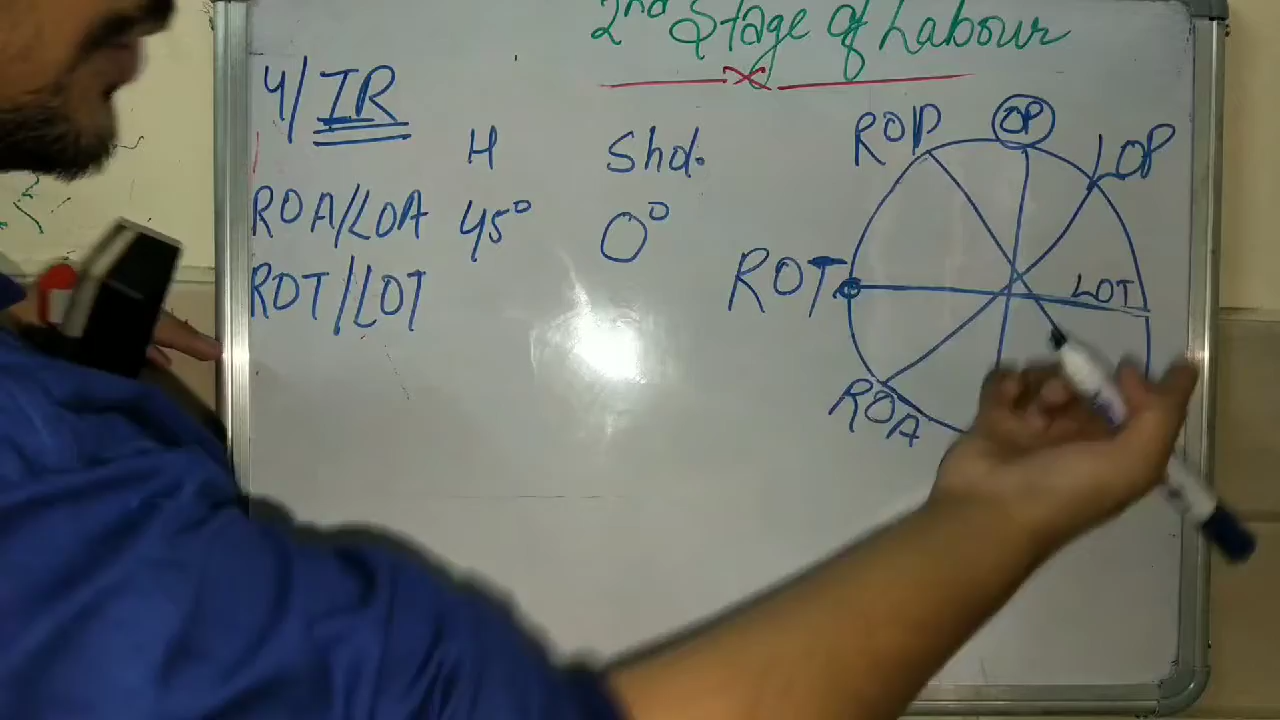 2nd Stage of Labour
4/ IR
H Shd.
ROA/LOA 45° 0°
ROT/LOT
ROP OP LOP
ROT LOT
ROA